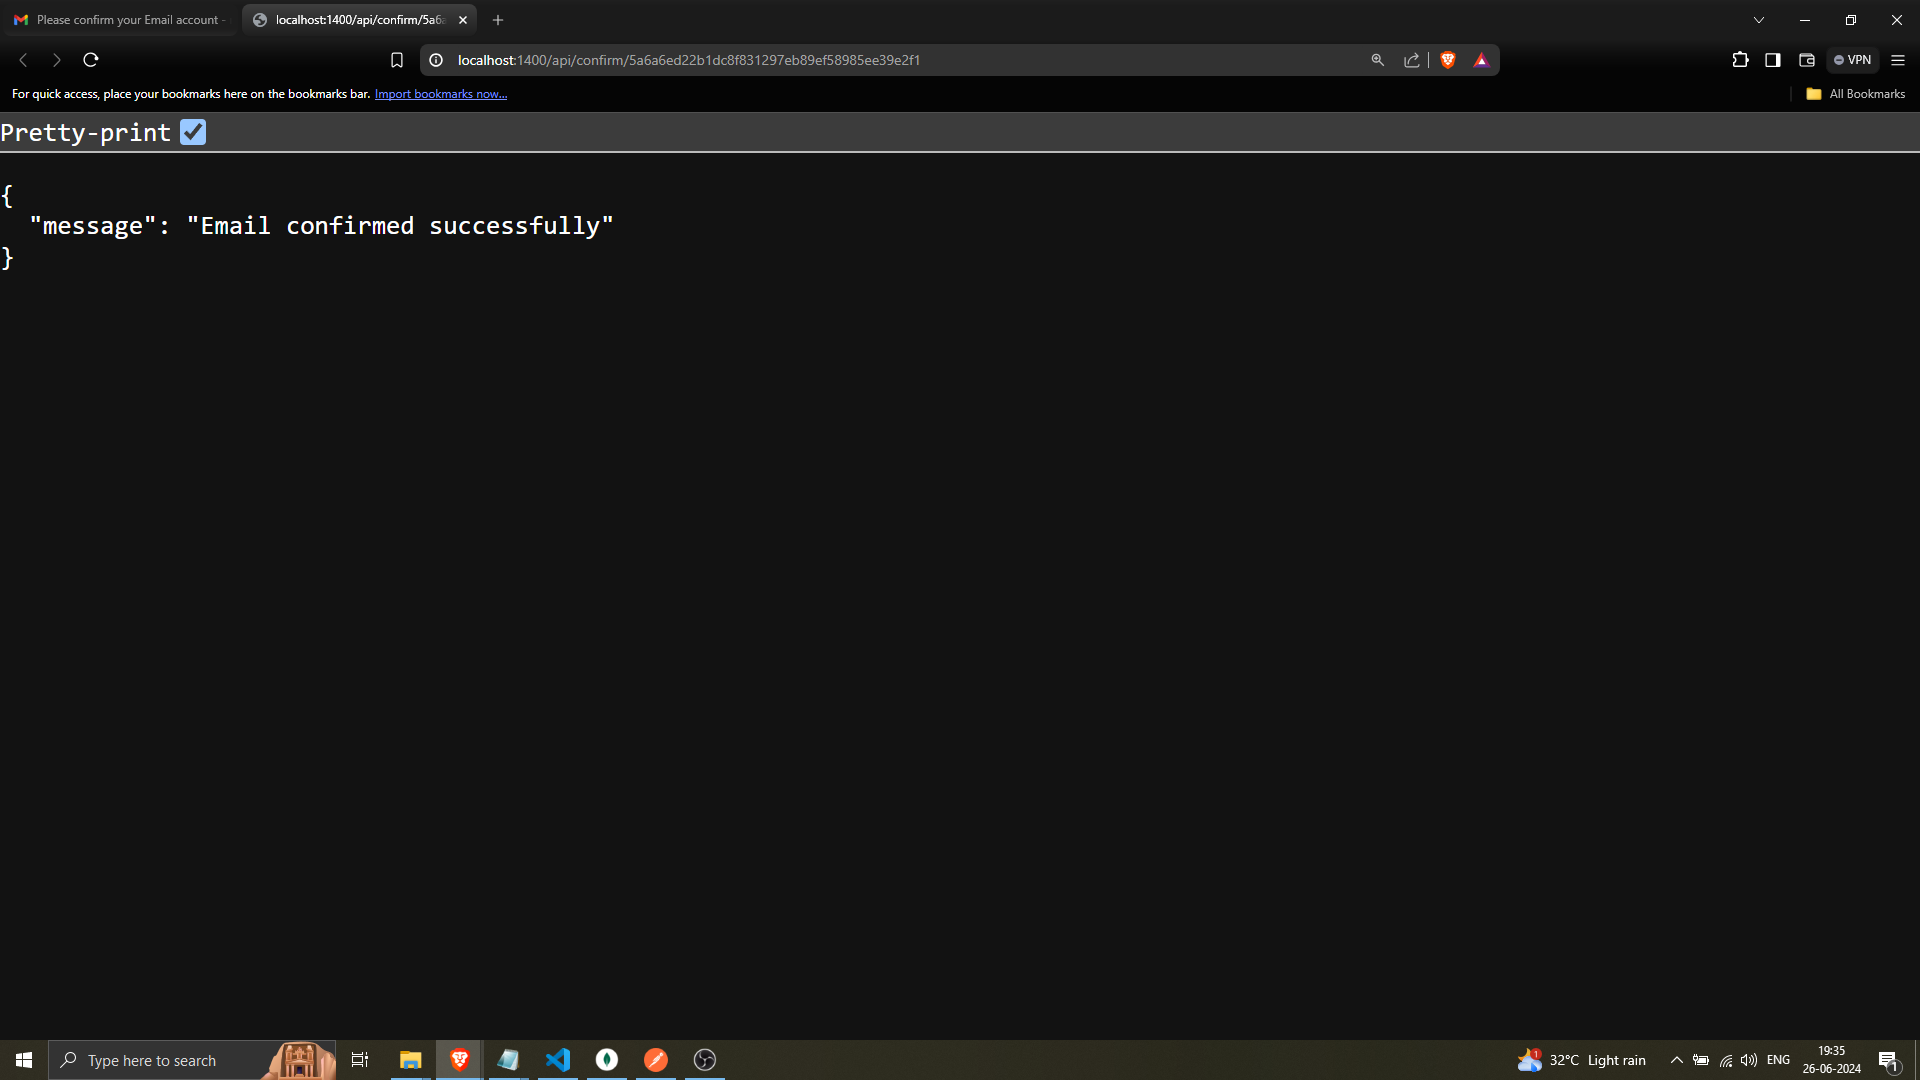 Please confirm your Email account -
localhost:1400/api/confirm/5a6a
localhost:1400/api/confirm/5a6a6ed22b1dc8f831297eb89ef58985ee39e2f1
VPN
For quick access, place your bookmarks here on the bookmarks bar. Import bookmarks now...
All Bookmarks
Pretty-print
{
"message": "Email confirmed successfully"
}
Type here to search
1
32°C Light rain
ENG
19:35
26-06-2024
1